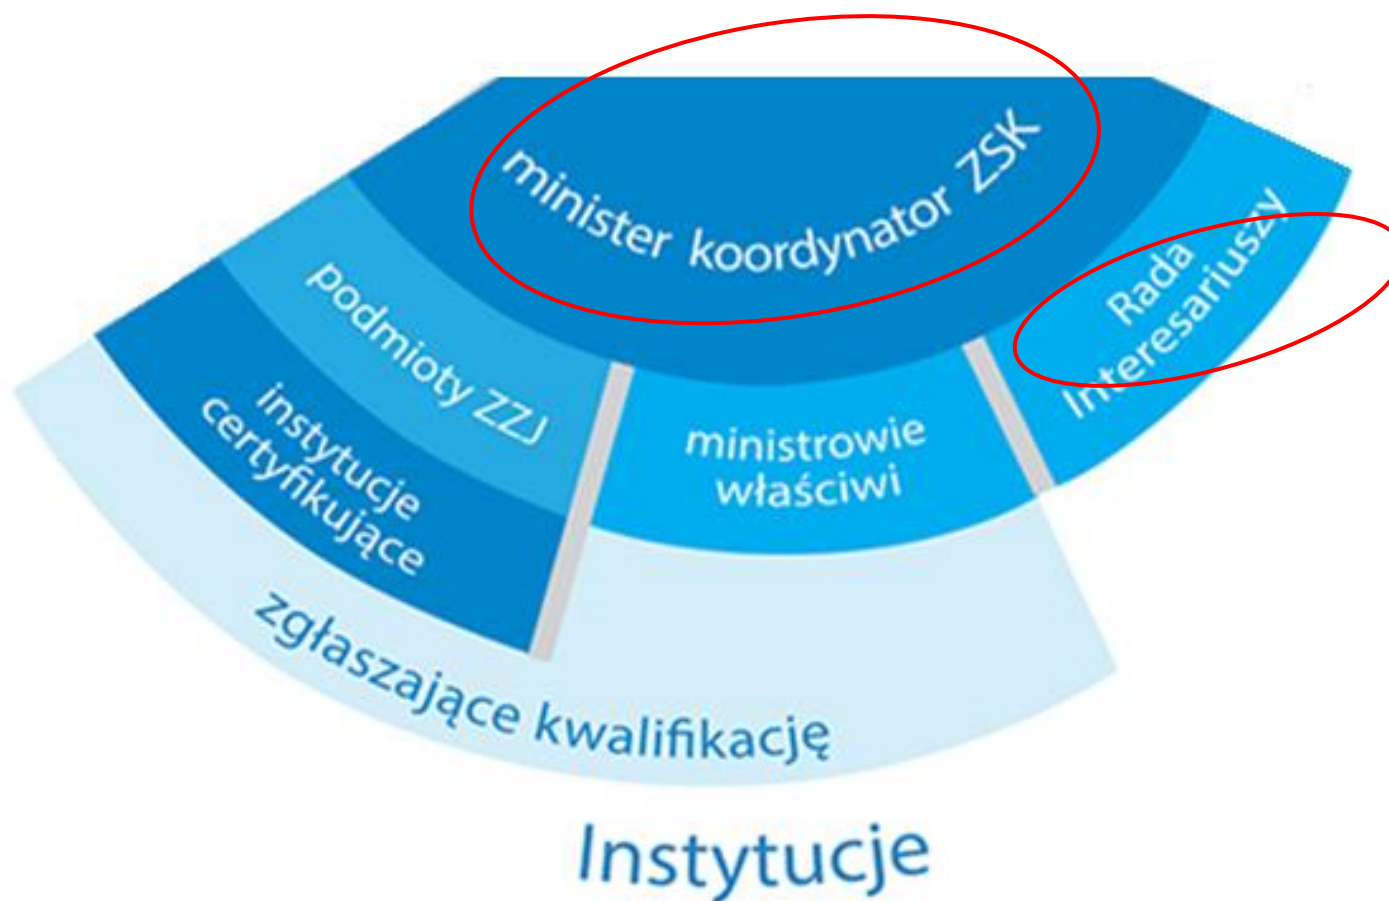 minister koordynator ZSK
Rada
Interesariuszy
podmioty ZZJ
ministrowie
właściwi
instytucje
certyfikujące
zgłaszające kwalifikację
Instytucje